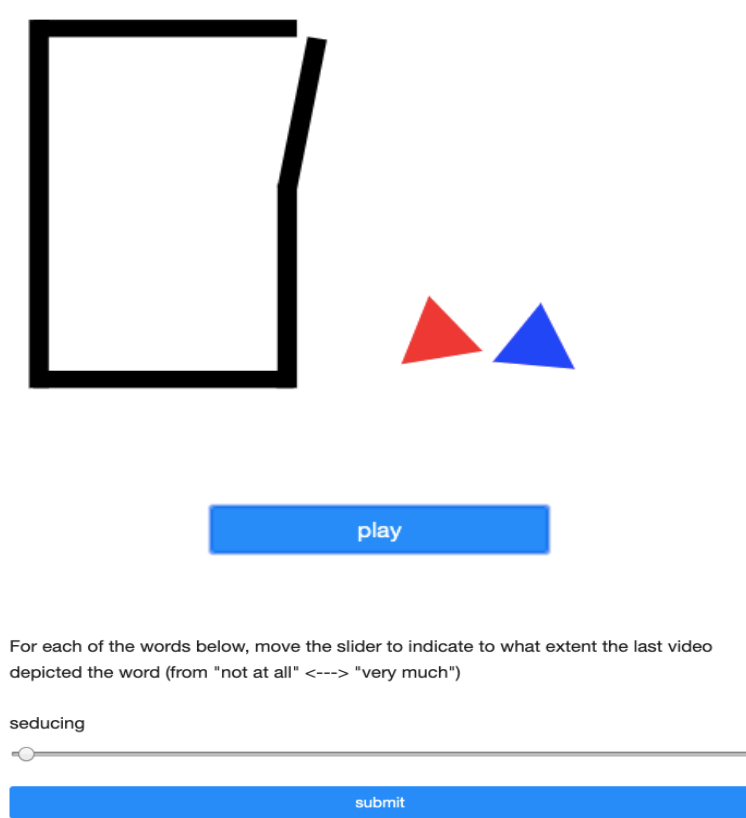 play
For each of the words below, move the slider to indicate to what extent the last video
depicted the word (from "not at all" <---> "very much")
seducing
submit